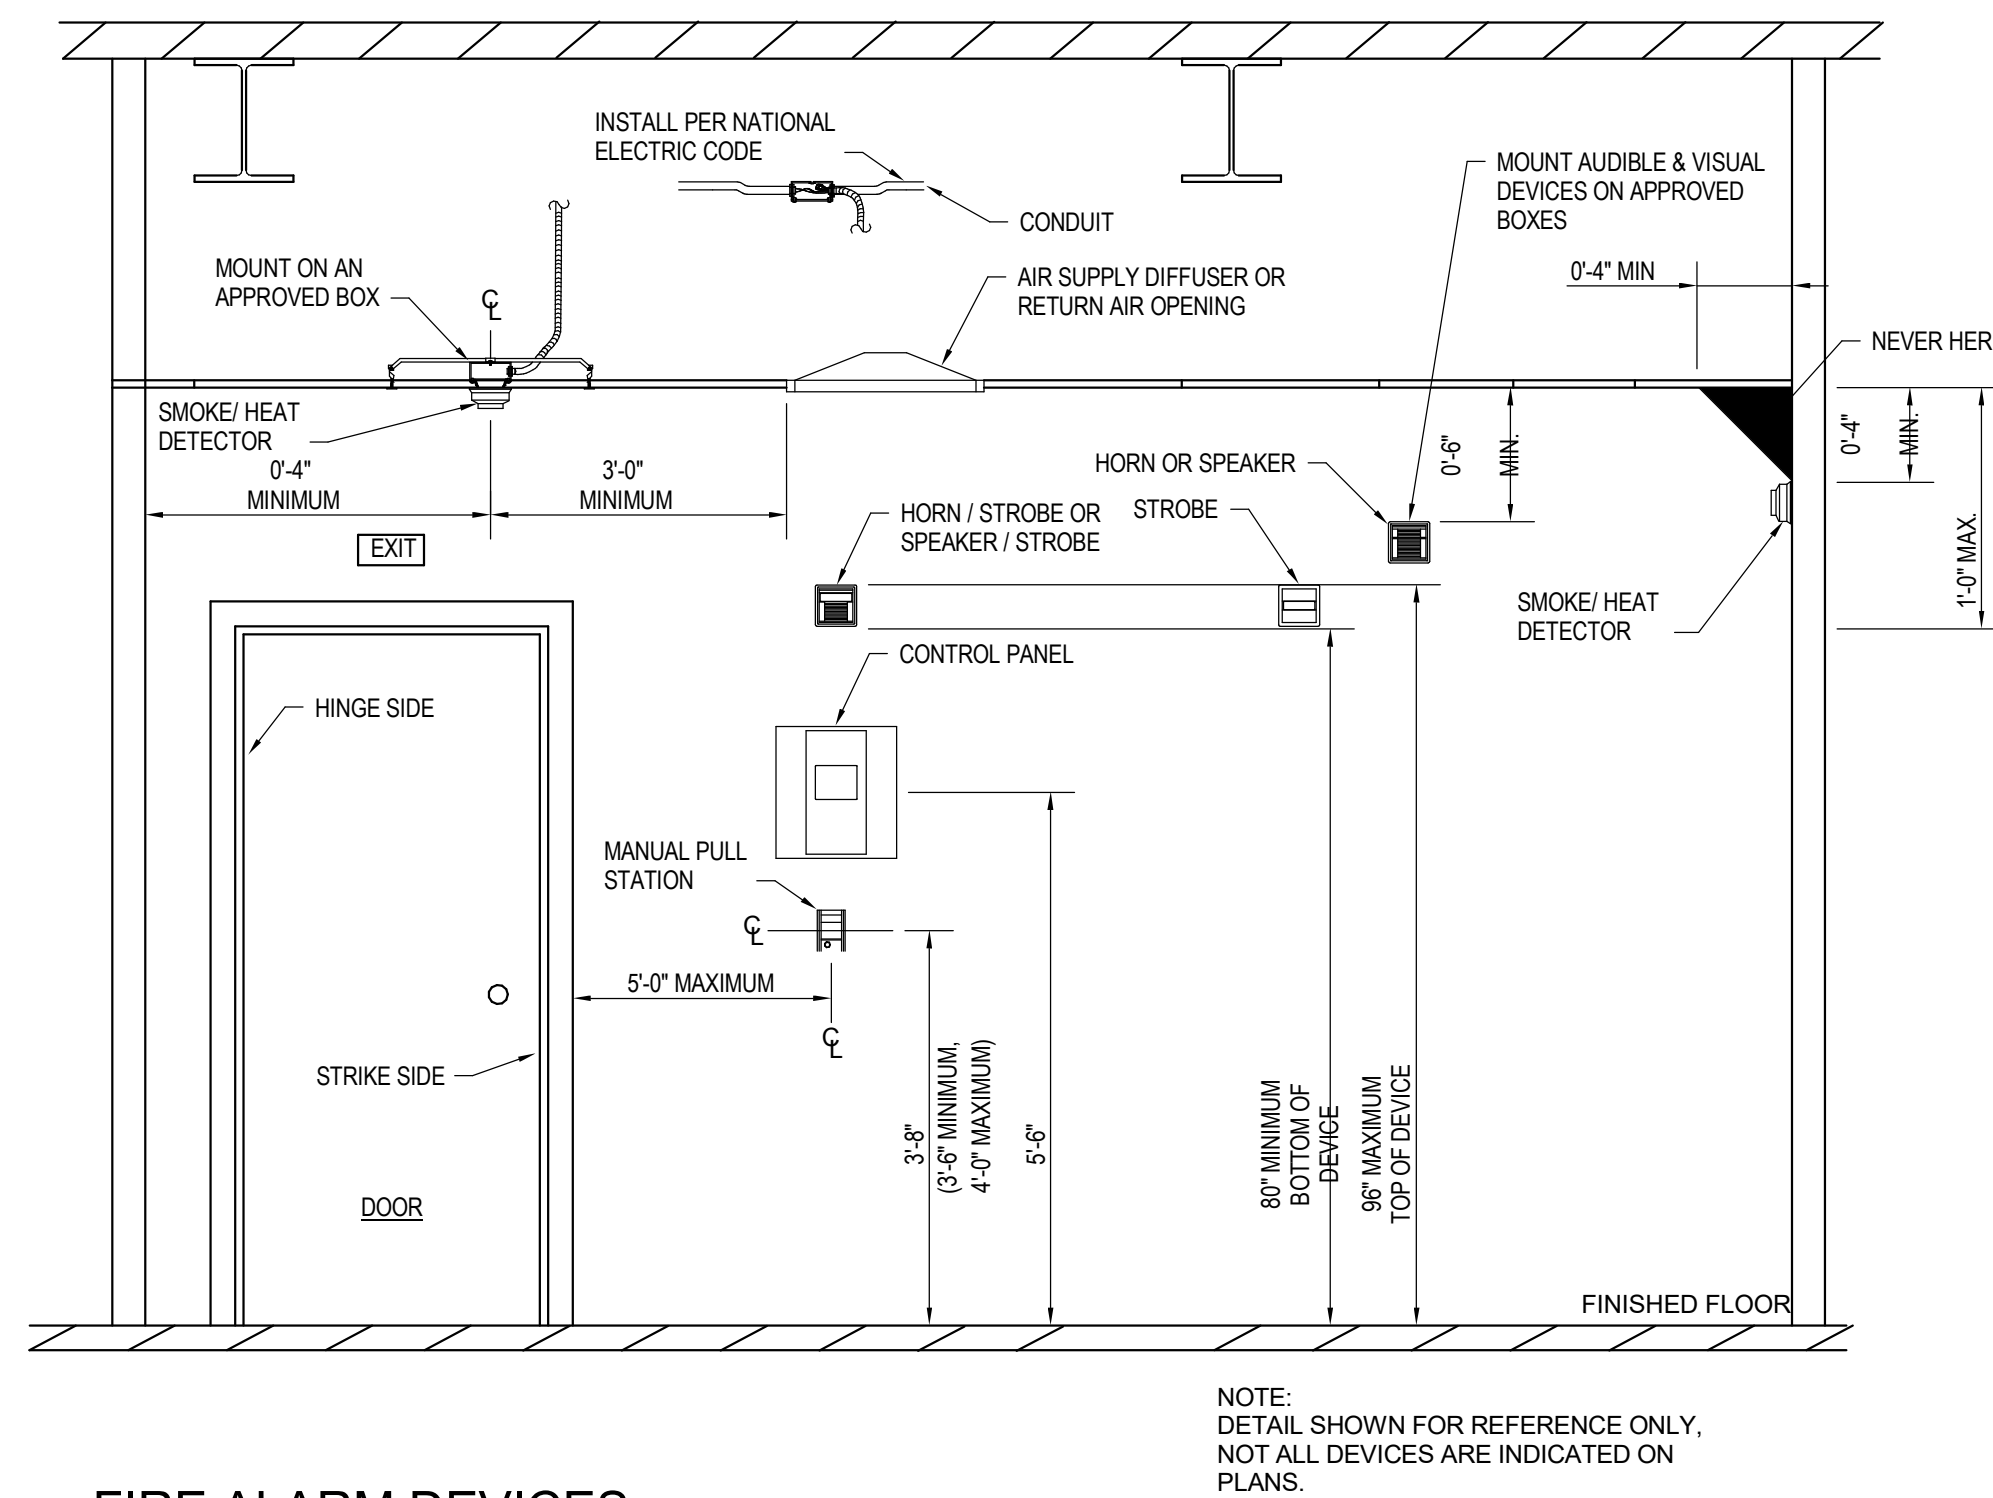 INSTALL PER NATIONAL
ELECTRIC CODE
MOUNT AUDIBLE & VISUAL
DEVICES ON APPROVED
BOXES
CONDUIT
MOUNT ON AN
APPROVED BOX
℄
AIR SUPPLY DIFFUSER OR
RETURN AIR OPENING
0'-4" MIN
NEVER HER
SMOKE/ HEAT
DETECTOR
0'-4"
MINIMUM
3'-0"
MINIMUM
HORN OR SPEAKER
0'-6"
MIN.
0'-4"
MIN.
1'-0" MAX.
EXIT
HORN / STROBE OR
SPEAKER / STROBE
STROBE
SMOKE/ HEAT
DETECTOR
CONTROL PANEL
HINGE SIDE
MANUAL PULL
STATION
℄
5'-0" MAXIMUM
℄
STRIKE SIDE
3'-8"
(3'-6" MINIMUM,
4'-0" MAXIMUM)
5'-6"
80" MINIMUM
BOTTOM OF
DEVICE
96" MAXIMUM
TOP OF DEVICE
DOOR
FINISHED FLOOR
NOTE:
DETAIL SHOWN FOR REFERENCE ONLY,
NOT ALL DEVICES ARE INDICATED ON
PLANS.
FIRE ALARM DEVICES